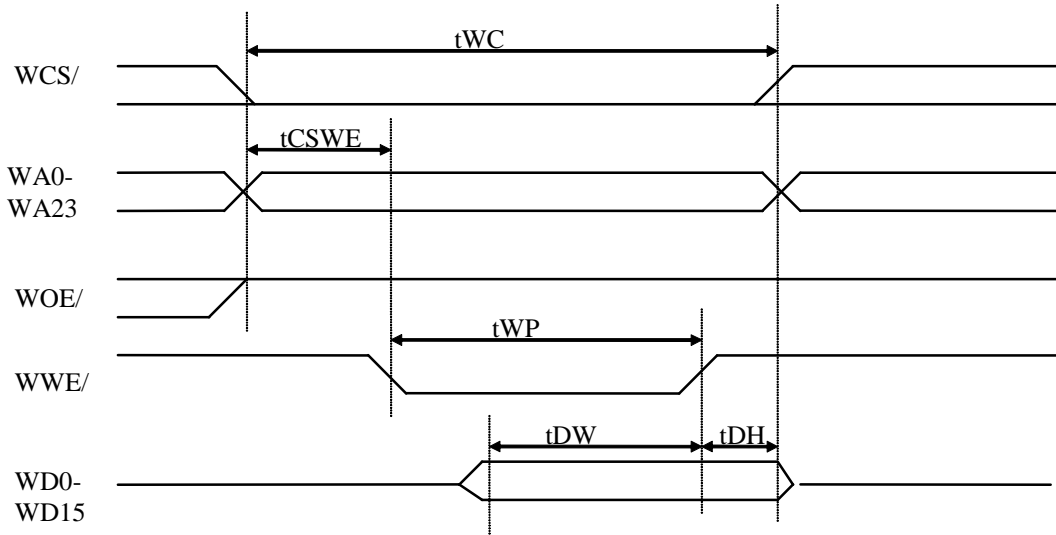 tWC
WCS/
tCSWE
WA0-
WA23
WOE/
tWP
WWE/
tDW
tDH
WD0-
WD15